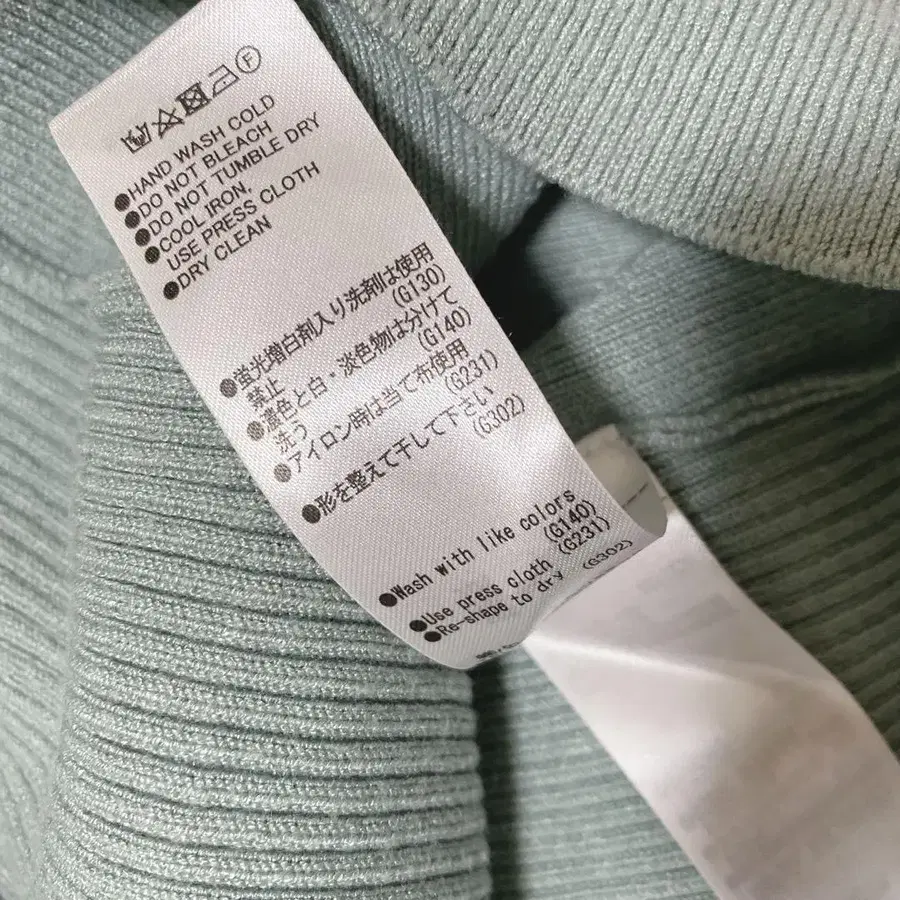 F
●HAND WASH COLD
●DO NOT BLEACH
●DO NOT TUMBLE DRY
●COOL IRON,
USE PRESS CLOTH
●DRY CLEAN
●蛍光増白剤入り洗剤は使用
禁止 (G130)
●濃色と白・淡色物は分けて
洗う (G140)
●アイロン時は当て布使用
(G231)
●形を整えて干して下さい
(G302)
●Wash with like colors
(G140)
●Use press cloth (G231)
●Re-shape to dry (G302)